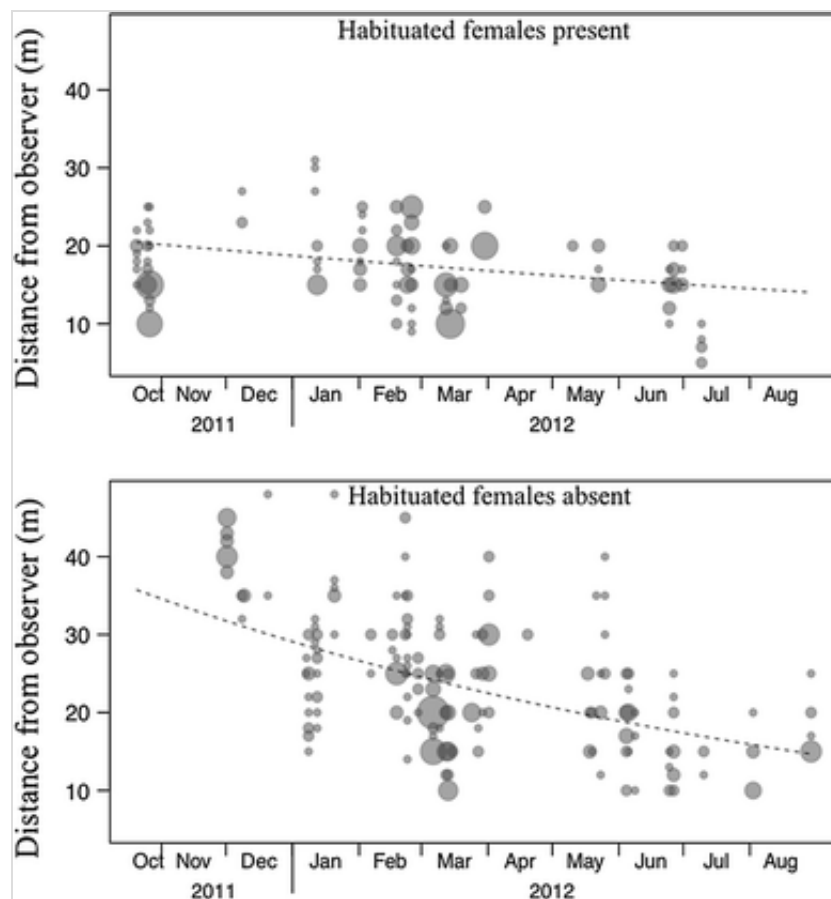 Habituated females present
Distance from observer (m)
40
30
20
10
Oct Nov Dec Jan Feb Mar Apr May Jun Jul Aug
2011 2012
Habituated females absent
Distance from observer (m)
40
30
20
10
Oct Nov Dec Jan Feb Mar Apr May Jun Jul Aug
2011 2012